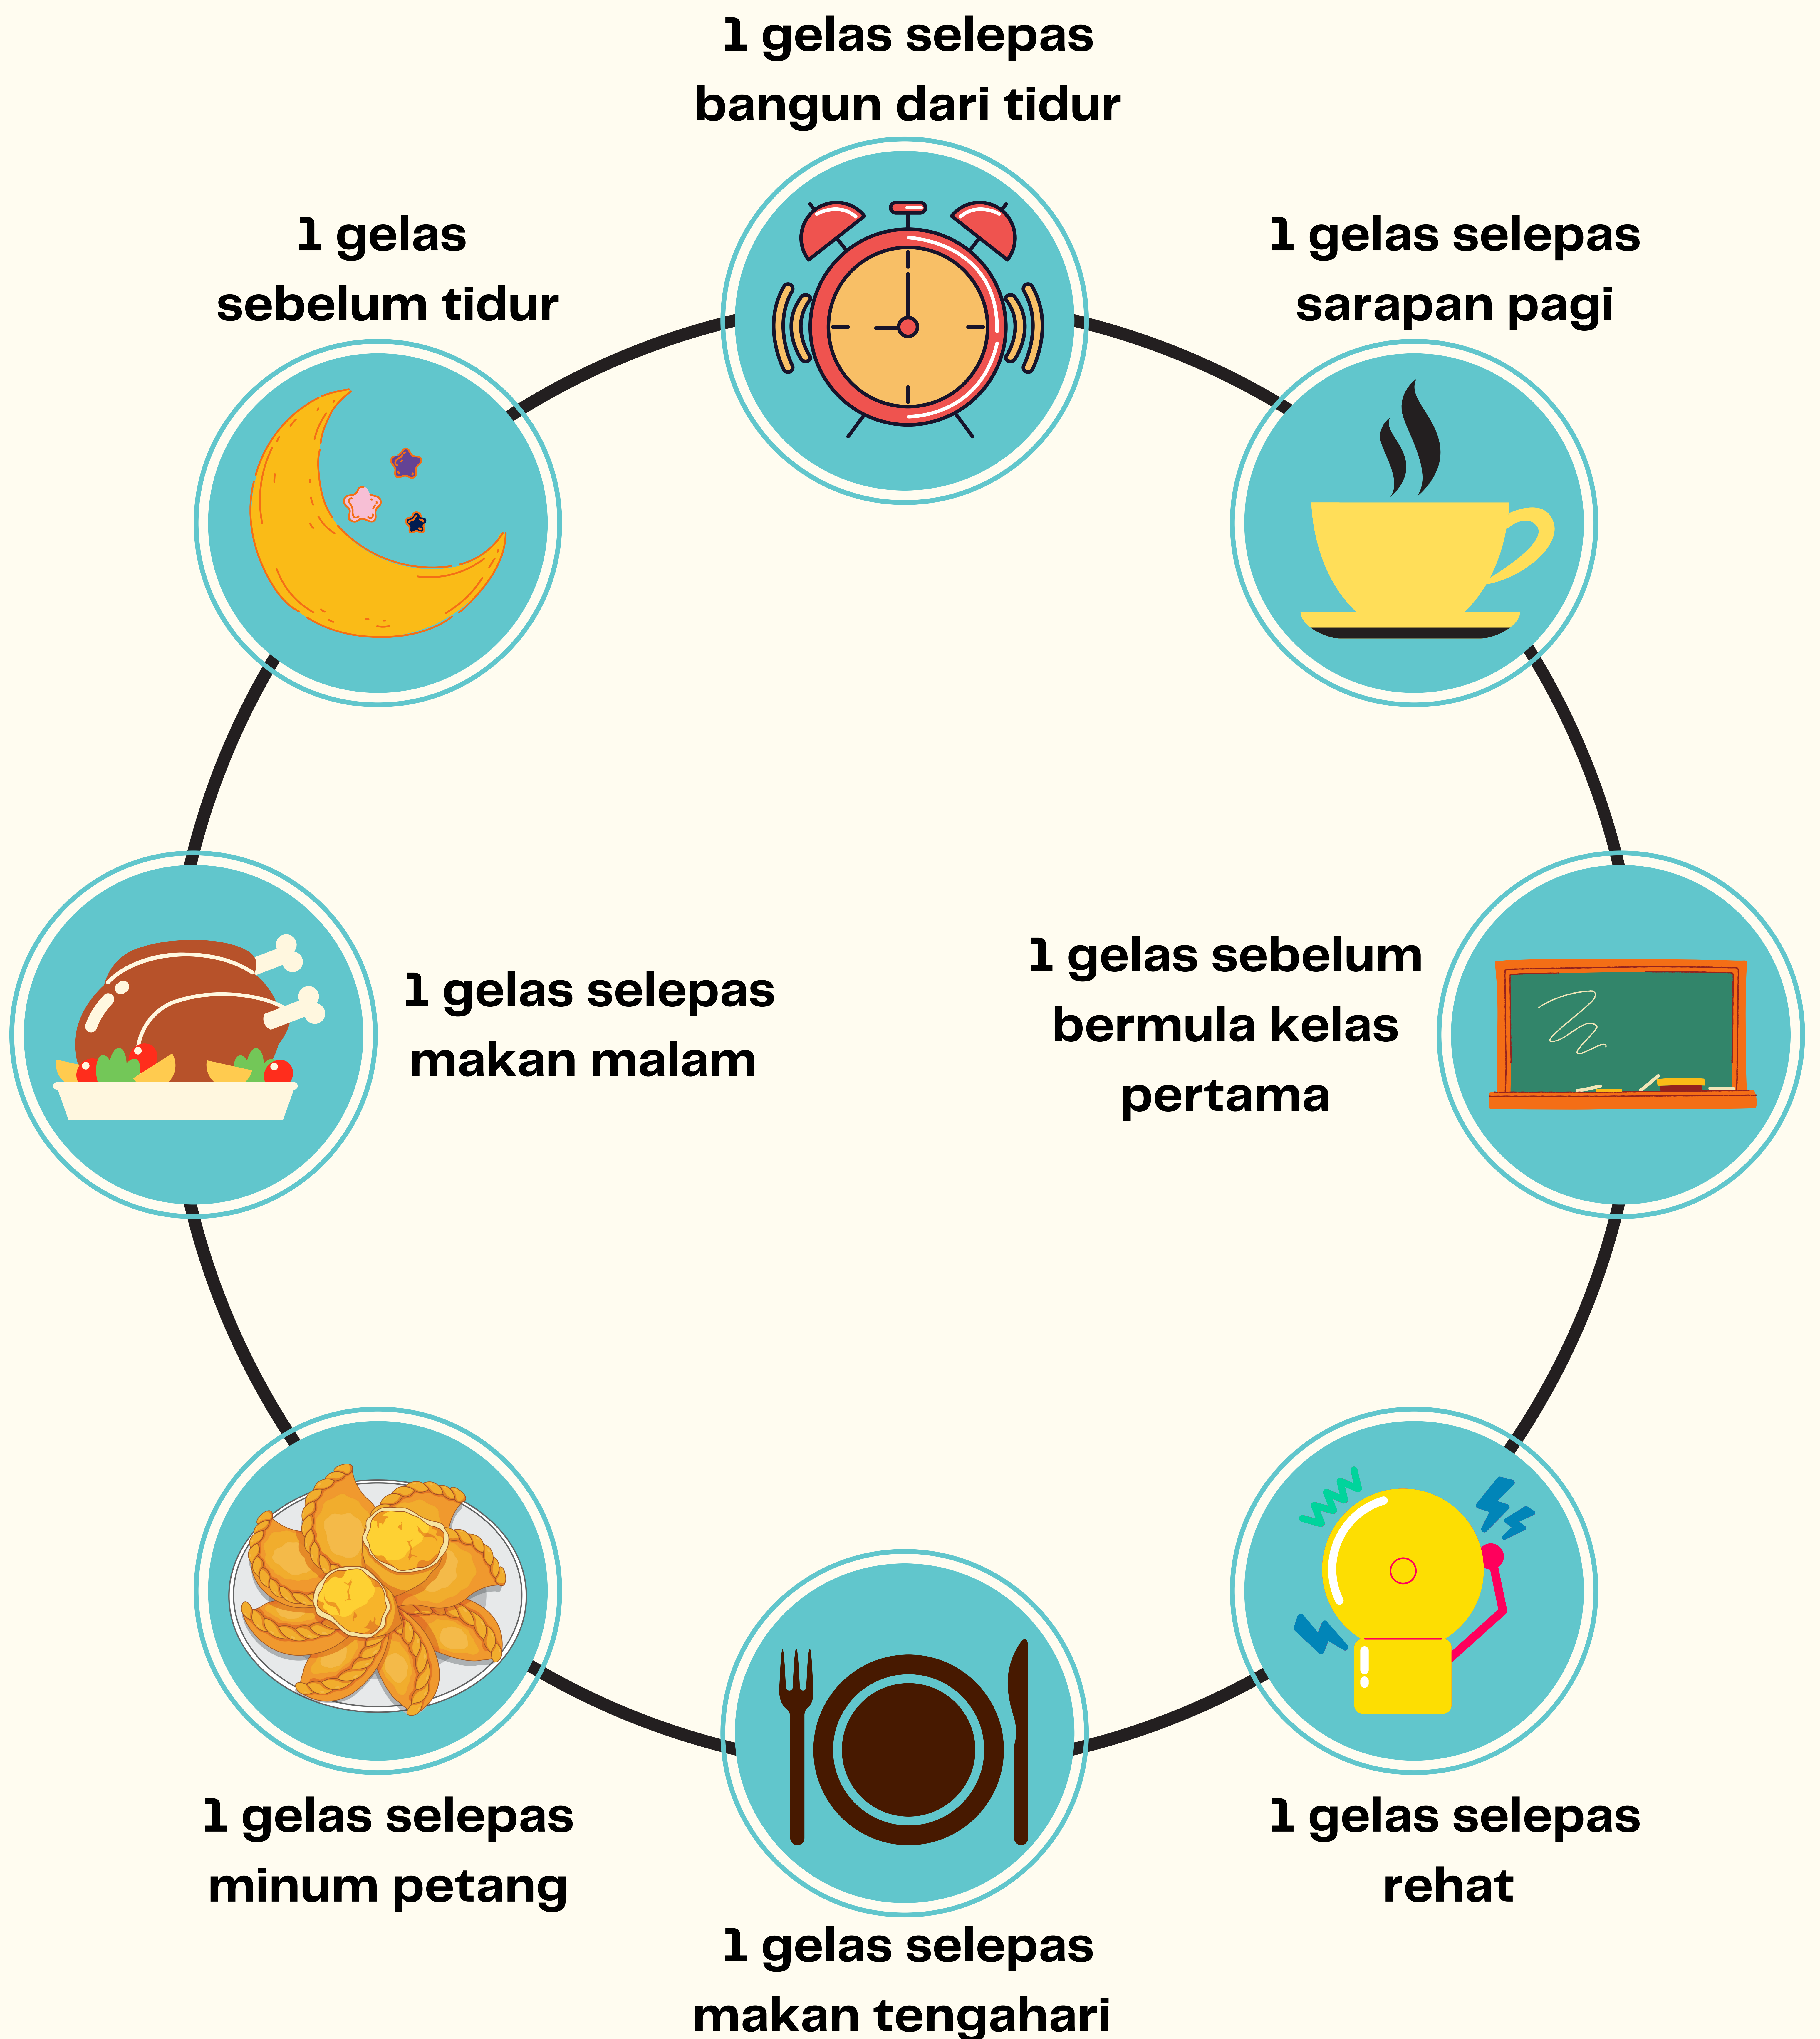 1 gelas selepas
bangun dari tidur
1 gelas selepas
sarapan pagi
1 gelas sebelum
bermula kelas
pertama
1 gelas selepas
rehat
1 gelas selepas
makan tengahari
1 gelas selepas
minum petang
1 gelas selepas
makan malam
1 gelas
sebelum tidur